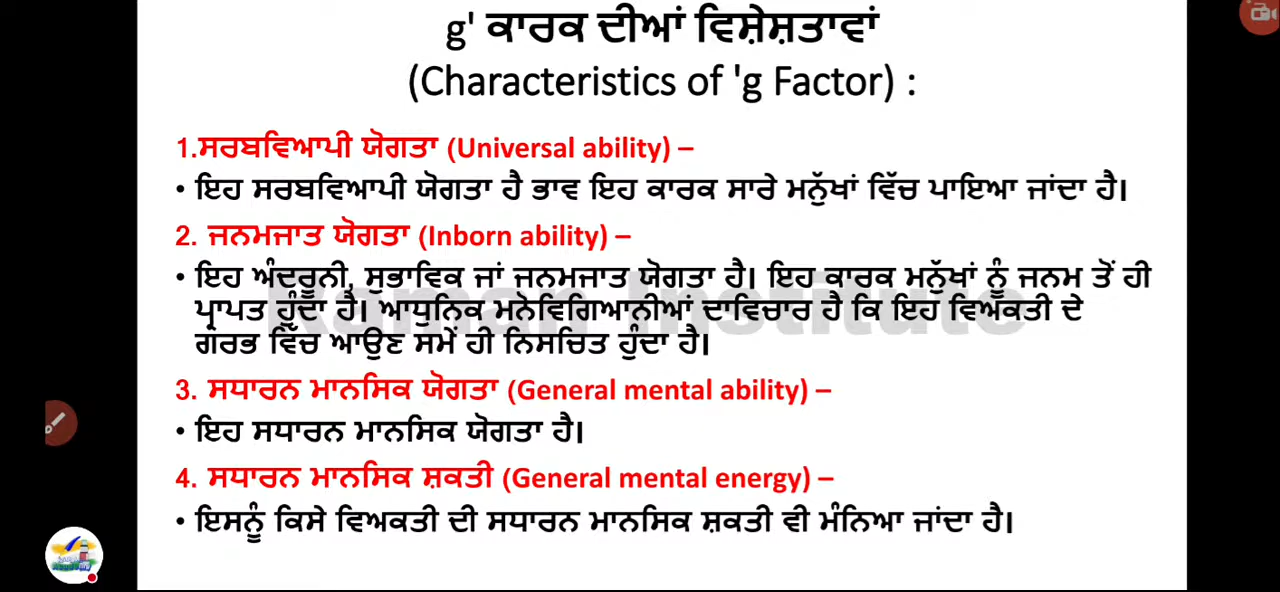 g' ਕਾਰਕ ਦੀਆਂ ਵਿਸ਼ੇਸ਼ਤਾਵਾਂ
(Characteristics of 'g Factor) :
1.ਸਰਬਵਿਆਪੀ ਯੋਗਤਾ (Universal ability) –
• ਇਹ ਸਰਬਵਿਆਪੀ ਯੋਗਤਾ ਹੈ ਭਾਵ ਇਹ ਕਾਰਕ ਸਾਰੇ ਮਨੁੱਖਾਂ ਵਿੱਚ ਪਾਇਆ ਜਾਂਦਾ ਹੈ।
2. ਜਨਮਜਾਤ ਯੋਗਤਾ (Inborn ability) –
• ਇਹ ਅੰਦਰੂਨੀ, ਸੁਭਾਵਿਕ ਜਾਂ ਜਨਮਜਾਤ ਯੋਗਤਾ ਹੈ। ਇਹ ਕਾਰਕ ਮਨੁੱਖਾਂ ਨੂੰ ਜਨਮ ਤੋਂ ਹੀ
ਪ੍ਰਾਪਤ ਹੁੰਦਾ ਹੈ। ਆਧੁਨਿਕ ਮਨੋਵਿਗਿਆਨੀਆਂ ਦਾਵਿਚਾਰ ਹੈ ਕਿ ਇਹ ਵਿਅਕਤੀ ਦੇ
ਗਰਭ ਵਿੱਚ ਆਉਣ ਸਮੇਂ ਹੀ ਨਿਸਚਿਤ ਹੁੰਦਾ ਹੈ।
Raman Institute
3. ਸਧਾਰਨ ਮਾਨਸਿਕ ਯੋਗਤਾ (General mental ability) –
• ਇਹ ਸਧਾਰਨ ਮਾਨਸਿਕ ਯੋਗਤਾ ਹੈ।
4. ਸਧਾਰਨ ਮਾਨਸਿਕ ਸ਼ਕਤੀ (General mental energy) –
• ਇਸਨੂੰ ਕਿਸੇ ਵਿਅਕਤੀ ਦੀ ਸਧਾਰਨ ਮਾਨਸਿਕ ਸ਼ਕਤੀ ਵੀ ਮੰਨਿਆ ਜਾਂਦਾ ਹੈ।